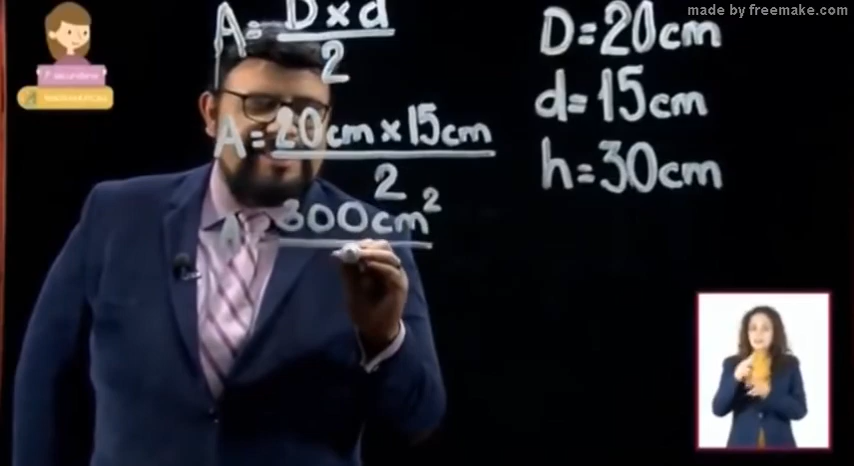 made by freemake.com
A = D x d
2
A = 20cm x 15cm
2
A = 300cm²
D = 20cm
d = 15cm
h = 30cm